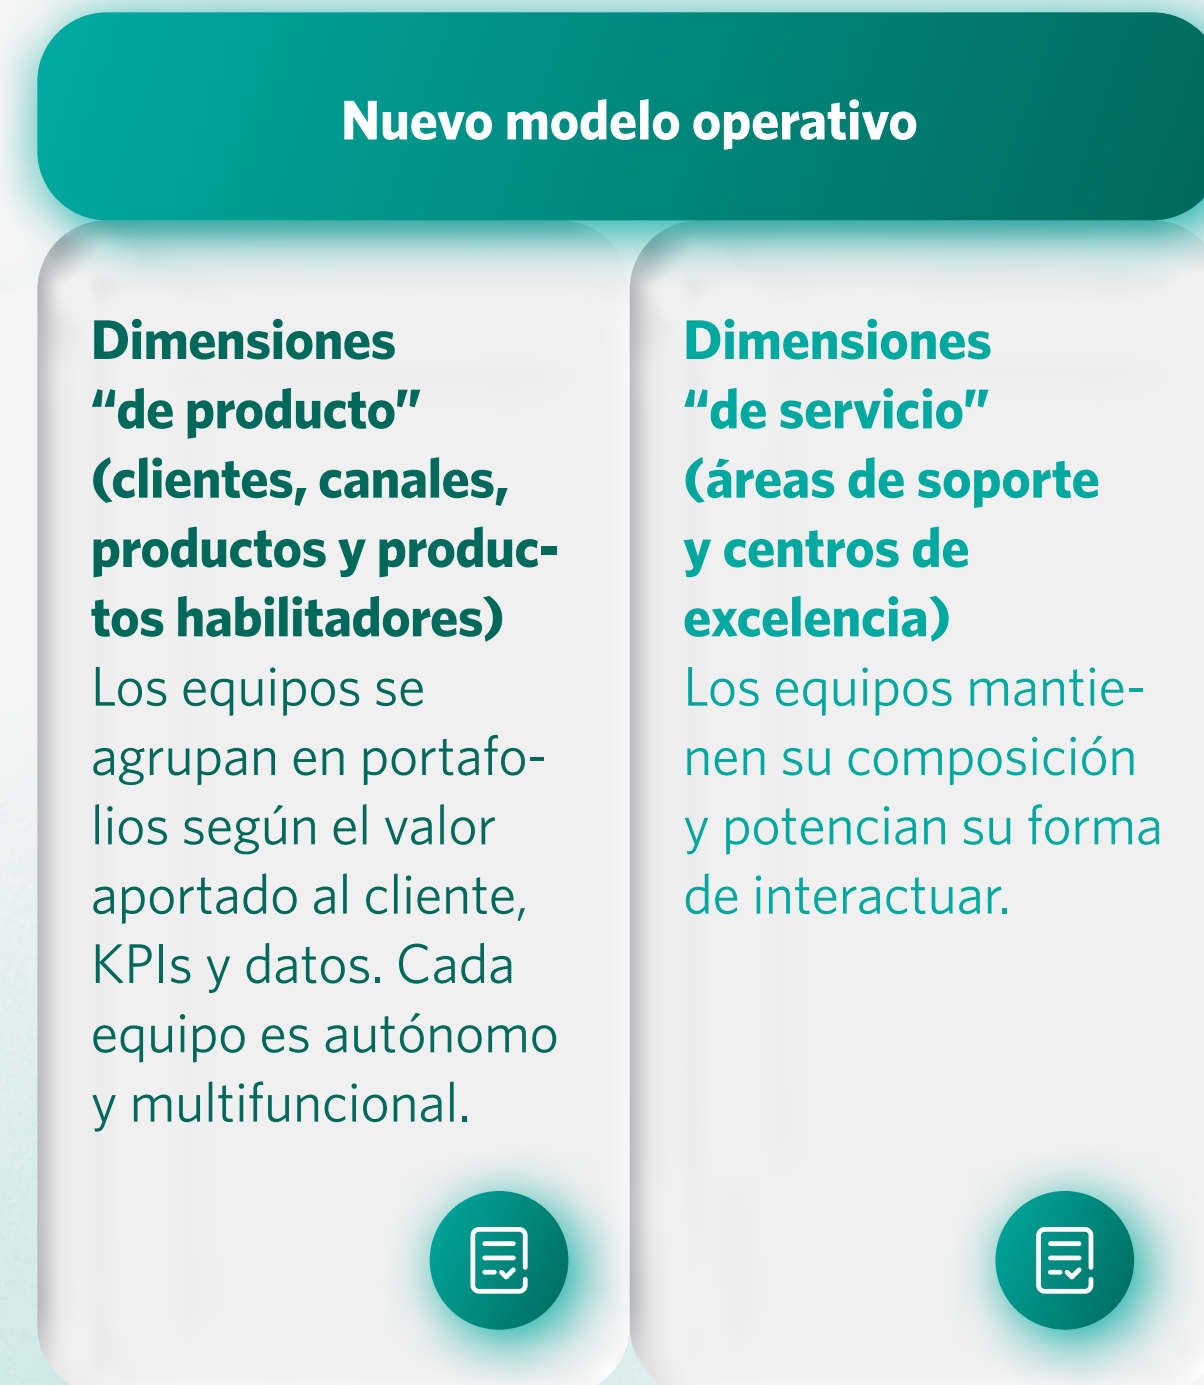 Nuevo modelo operativo
Dimensiones
“de producto”
(clientes, canales,
productos y produc-
tos habilitadores)
Los equipos se
agrupan en portafo-
lios según el valor
aportado al cliente,
KPIs y datos. Cada
equipo es autónomo
y multifuncional.
Dimensiones
“de servicio”
(áreas de soporte
y centros de
excelencia)
Los equipos mantie-
nen su composición
y potencian su forma
de interactuar.